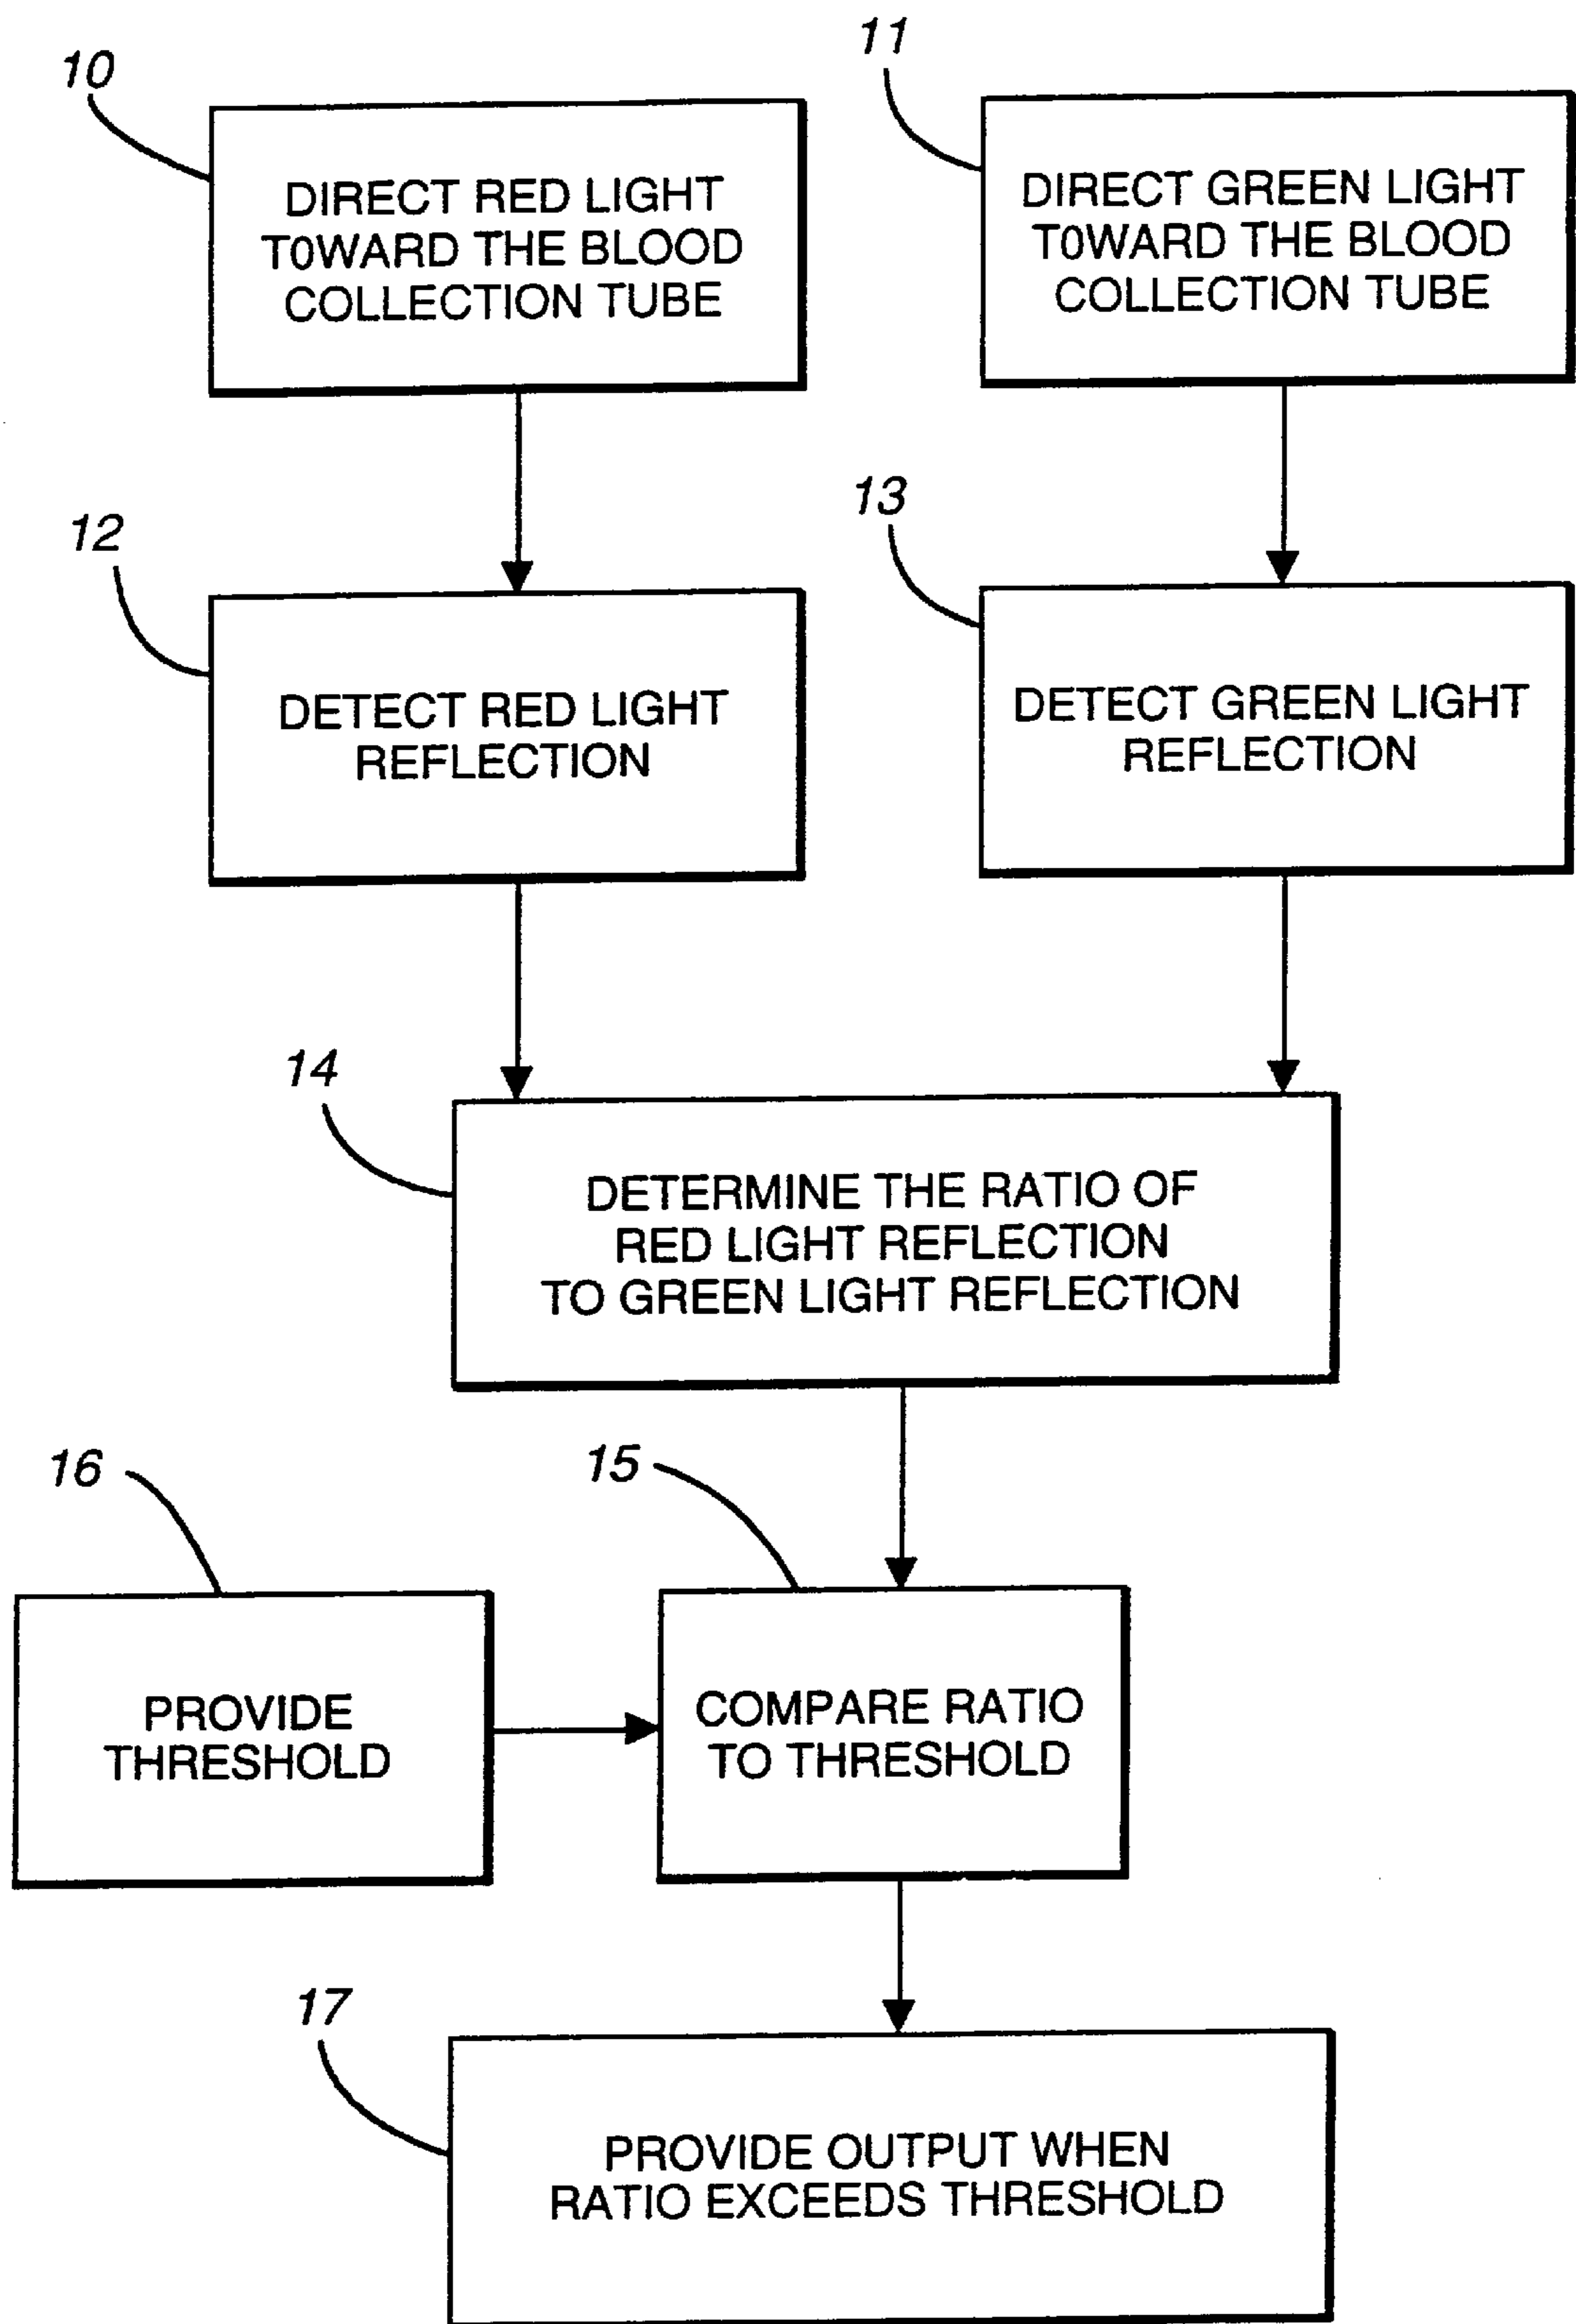 10
DIRECT RED LIGHT
T0WARD THE BLOOD
COLLECTION TUBE
11
DIRECT GREEN LIGHT
T0WARD THE BLOOD
COLLECTION TUBE
12
DETECT RED LIGHT
REFLECTION
13
DETECT GREEN LIGHT
REFLECTION
14
DETERMINE THE RATIO OF
RED LIGHT REFLECTION
TO GREEN LIGHT REFLECTION
16
PROVIDE
THRESHOLD
15
COMPARE RATIO
TO THRESHOLD
17
PROVIDE OUTPUT WHEN
RATIO EXCEEDS THRESHOLD